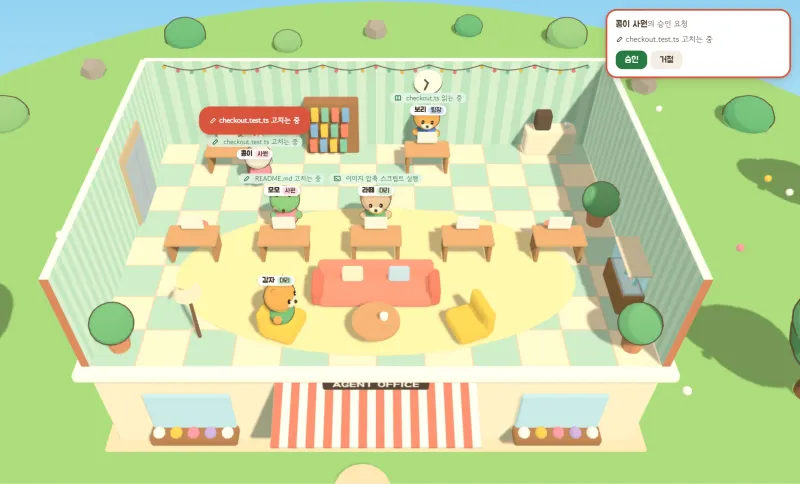 콩이 사원의 승인 요청
checkout.test.ts 고치는 중
승인 거절
checkout.ts 읽는 중
보리 팀장
checkout.test.ts 고치는 중
checkout.test.ts 고치는 중
콩이 사원
README.md 고치는 중
이미지 압축 스크립트 실행
모모 사원
라떼 대리
감자 대리
AGENT OFFICE